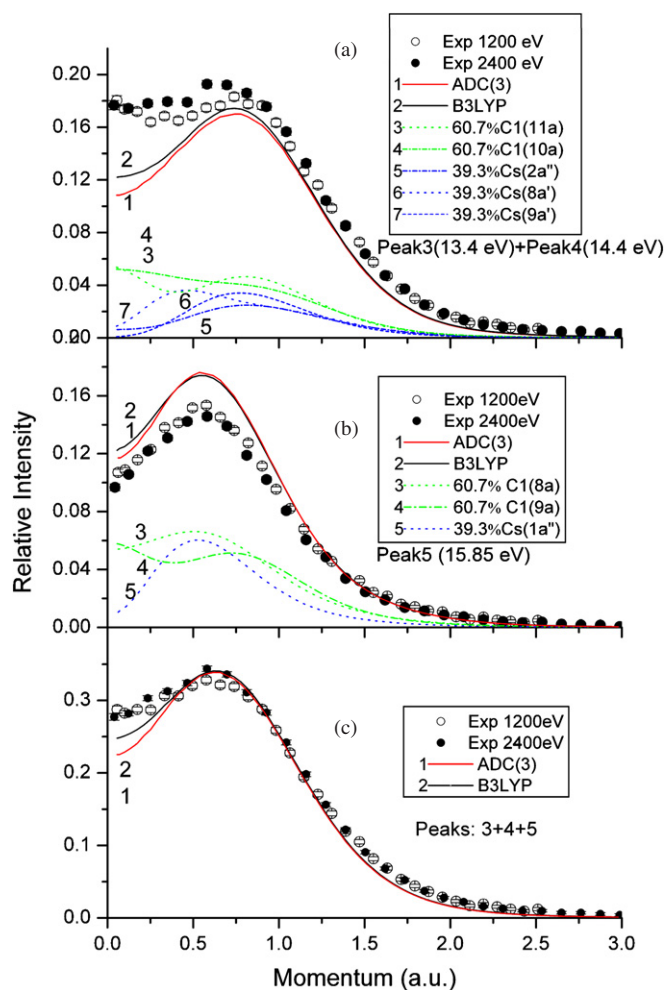 (a)
Exp 1200 eV
Exp 2400 eV
1 ADC(3)
2 B3LYP
3 60.7%C1(11a)
4 60.7%C1(10a)
5 39.3%Cs(2a")
6 39.3%Cs(8a')
7 39.3%Cs(9a')
Peak3(13.4 eV)+Peak4(14.4 eV)
0.20
0.16
0.12
0.08
0.04
2
1
4
3
7
6
5
(b)
Exp 1200eV
Exp 2400eV
1 ADC(3)
2 B3LYP
3 60.7% C1(8a)
4 60.7% C1(9a)
5 39.3%Cs(1a")
Peak5 (15.85 eV)
0.16
0.12
0.08
0.04
0.00
2
1
3
4
5
Relative Intensity
(c)
Exp 1200eV
Exp 2400eV
1 ADC(3)
2 B3LYP
Peaks: 3+4+5
0.3
0.2
0.1
0.0
2
1
0.0 0.5 1.0 1.5 2.0 2.5 3.0
Momentum (a.u.)